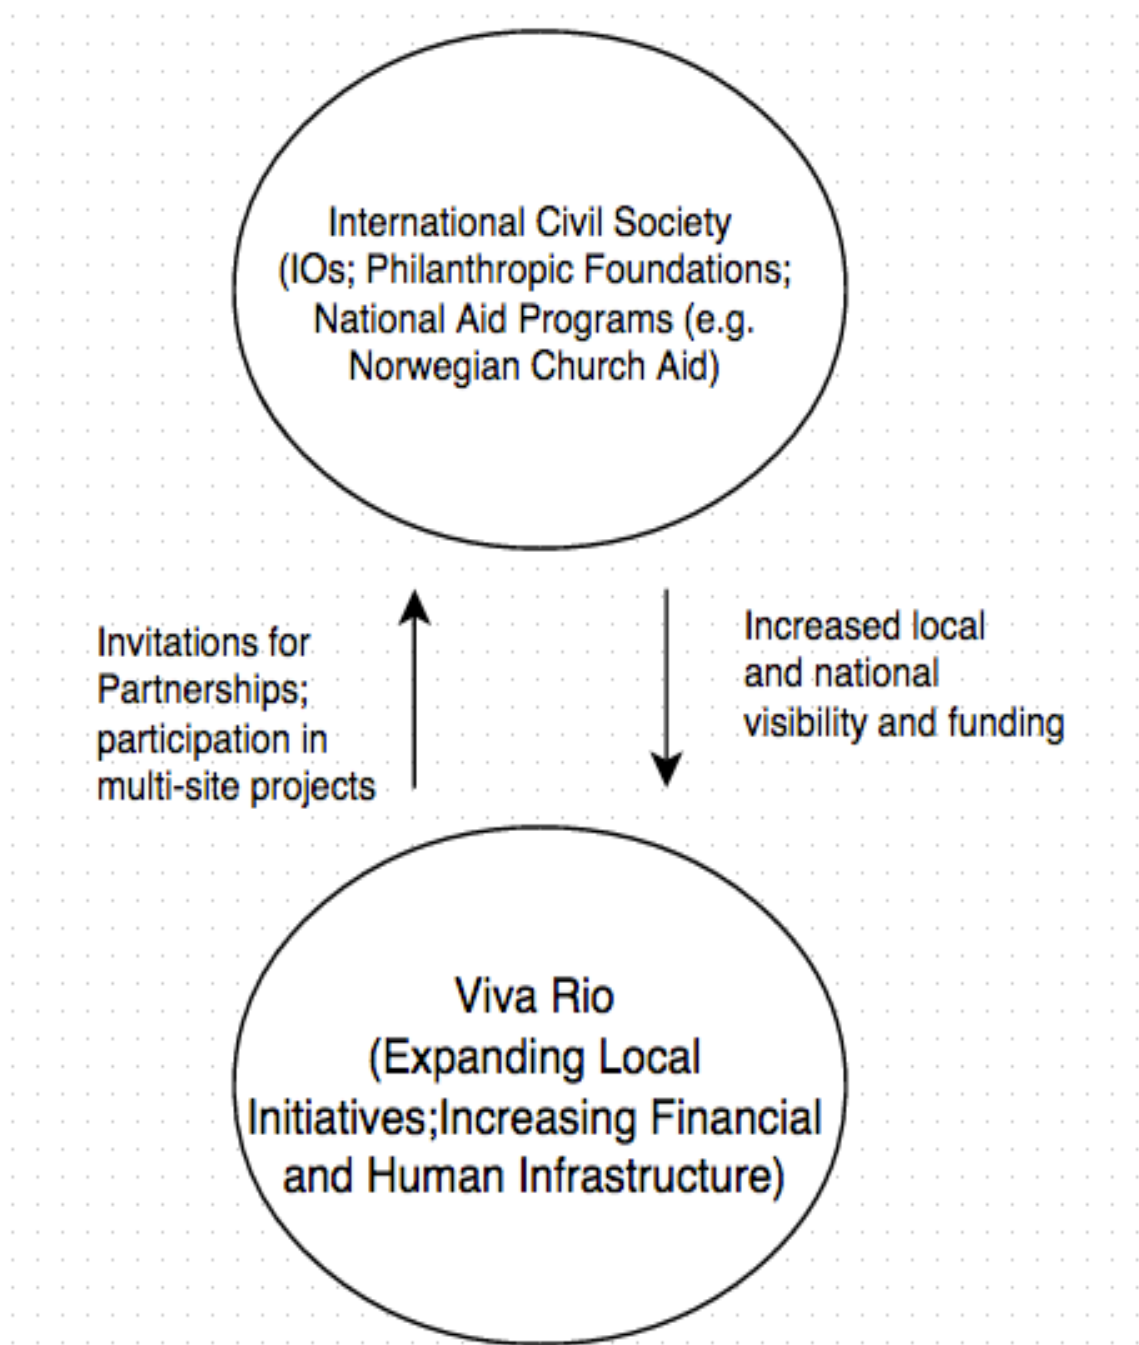 International Civil Society
(IOs; Philanthropic Foundations;
National Aid Programs (e.g.
Norwegian Church Aid)
Invitations for
Partnerships;
participation in
multi-site projects
Increased local
and national
visibility and funding
Viva Rio
(Expanding Local
Initiatives;Increasing Financial
and Human Infrastructure)